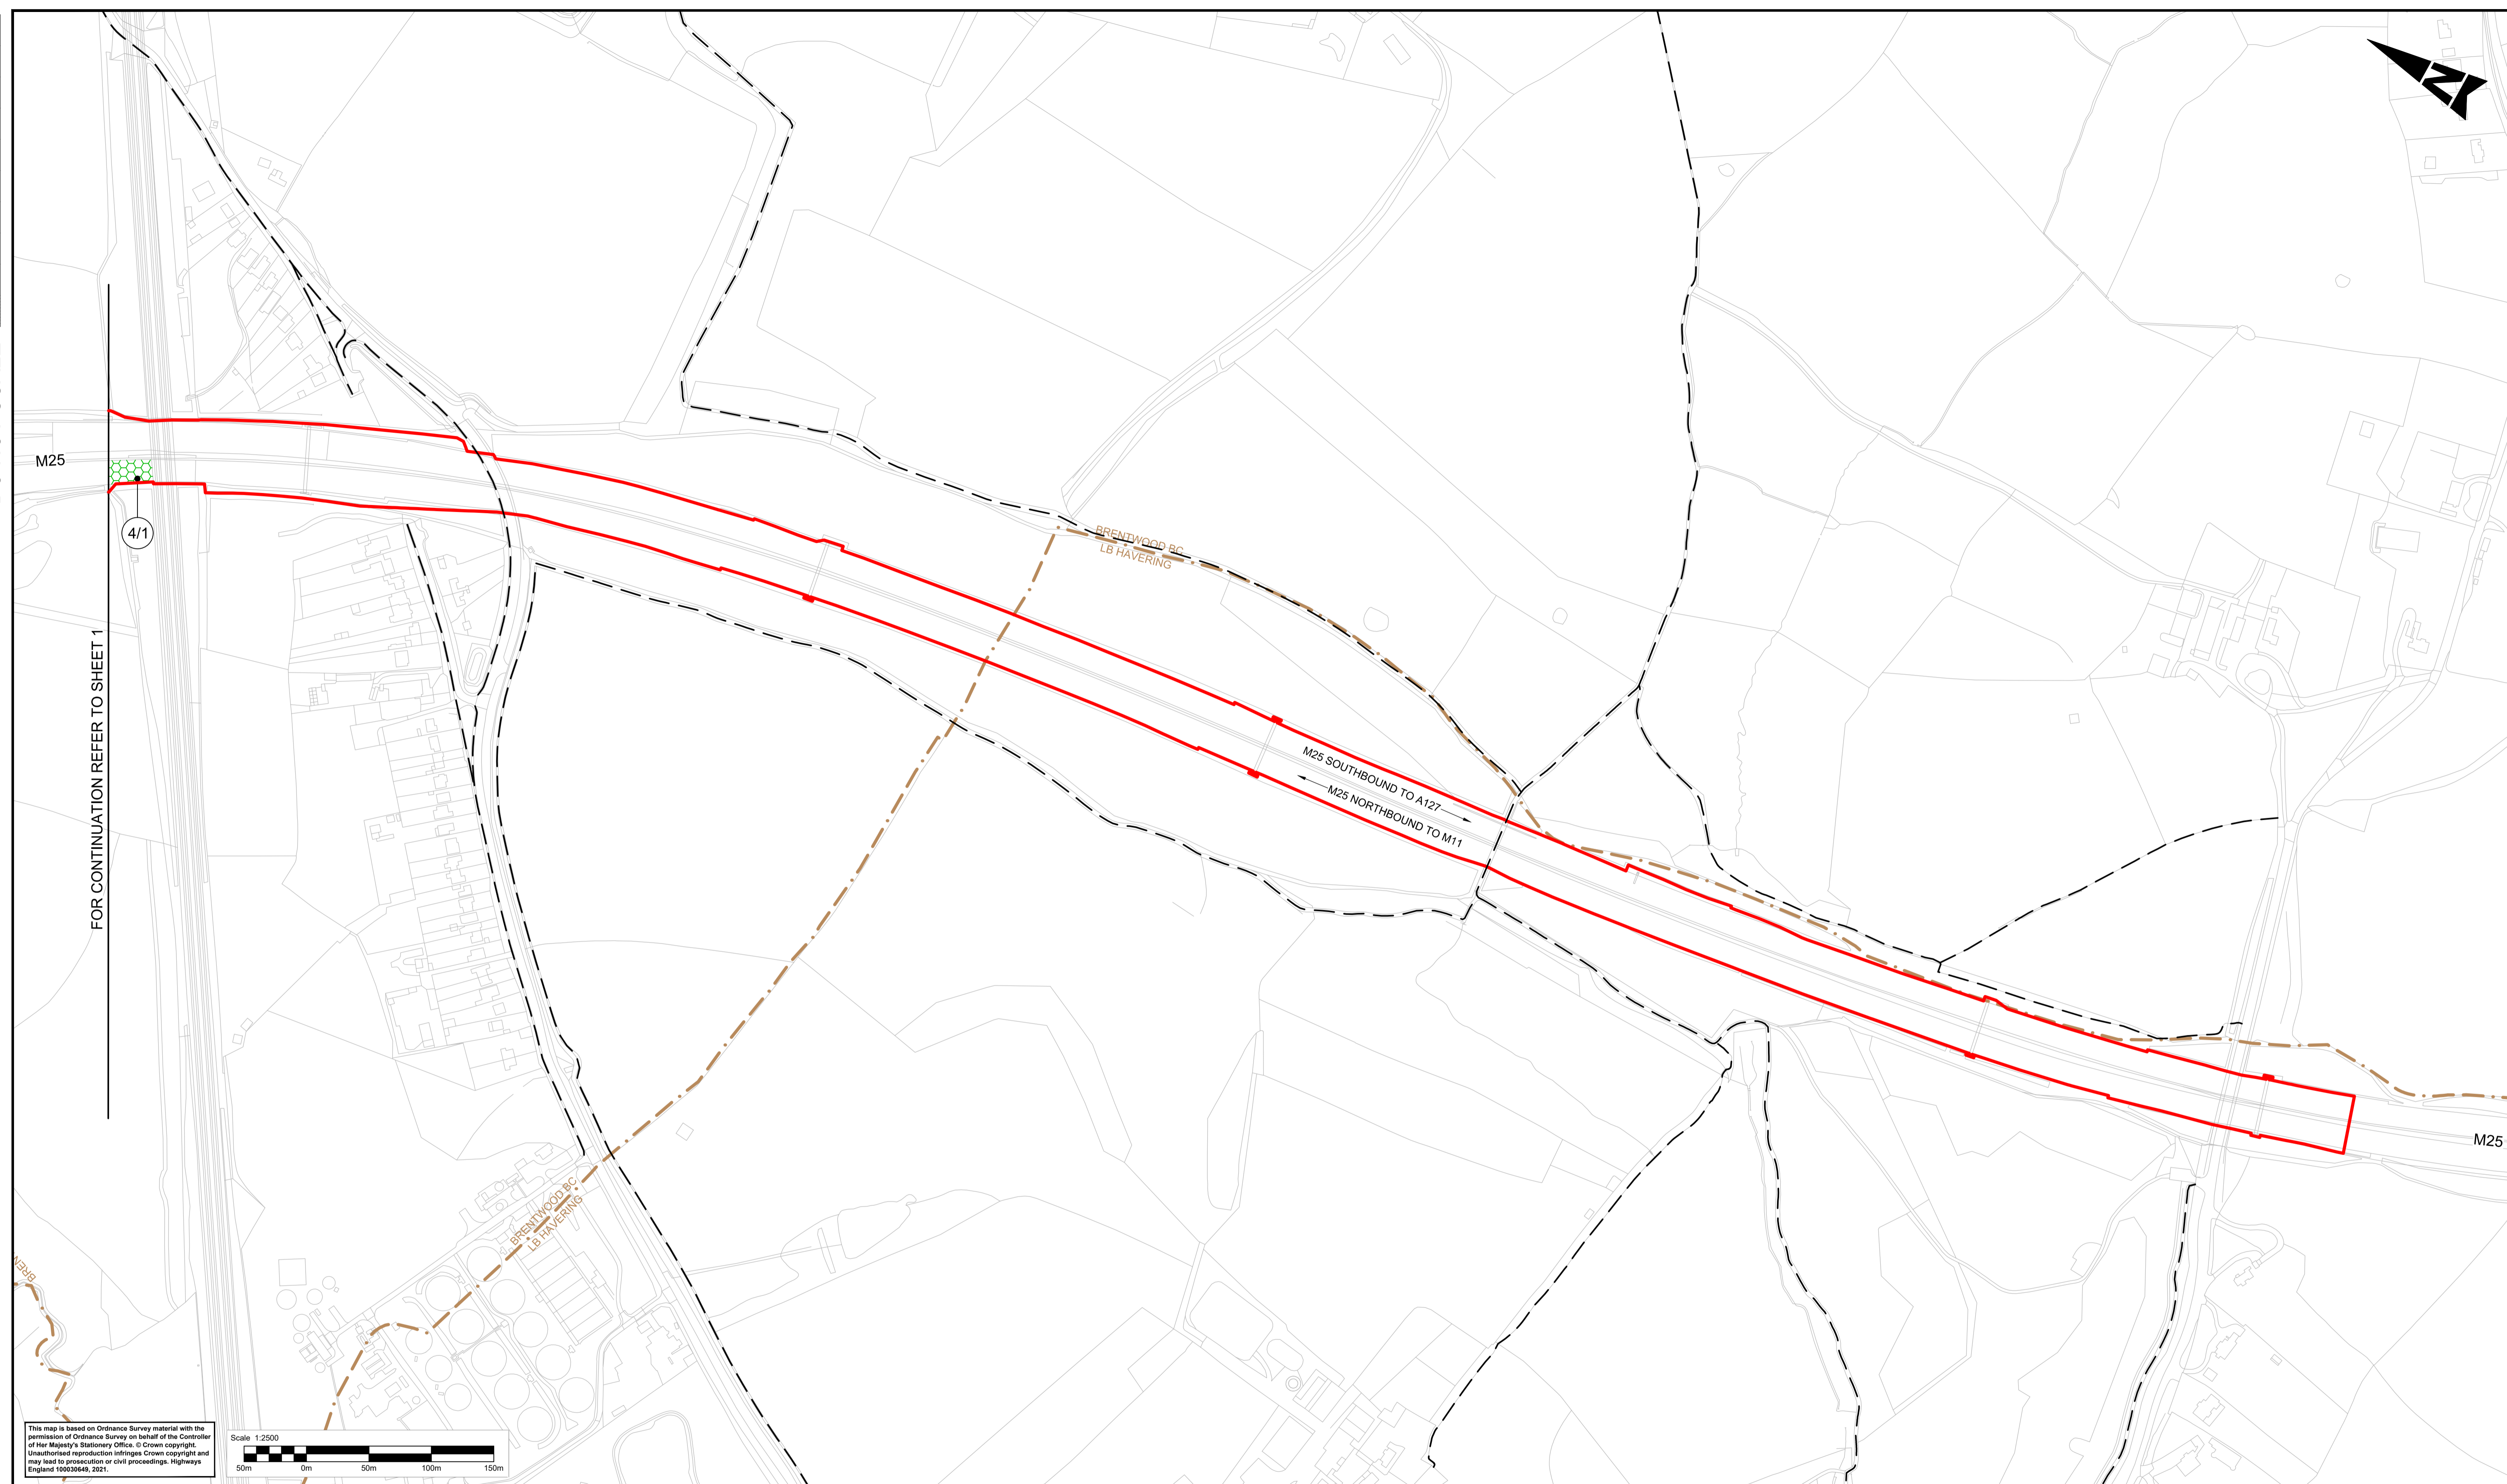 N
M25
4/1
FOR CONTINUATION REFER TO SHEET 1
BRENTWOOD BC
LB HAVERING
M25 SOUTHBOUND TO A127
M25 NORTHBOUND TO M11
M25
BRENTWOOD BC
LB HAVERING
BREN
This map is based on Ordnance Survey material with the
permission of Ordnance Survey on behalf of the Controller
of Her Majesty's Stationery Office. © Crown copyright.
Unauthorised reproduction infringes Crown copyright and
may lead to prosecution or civil proceedings. Highways
England 100030649, 2021.
Scale 1:2500
50m 0m 50m 100m 150m